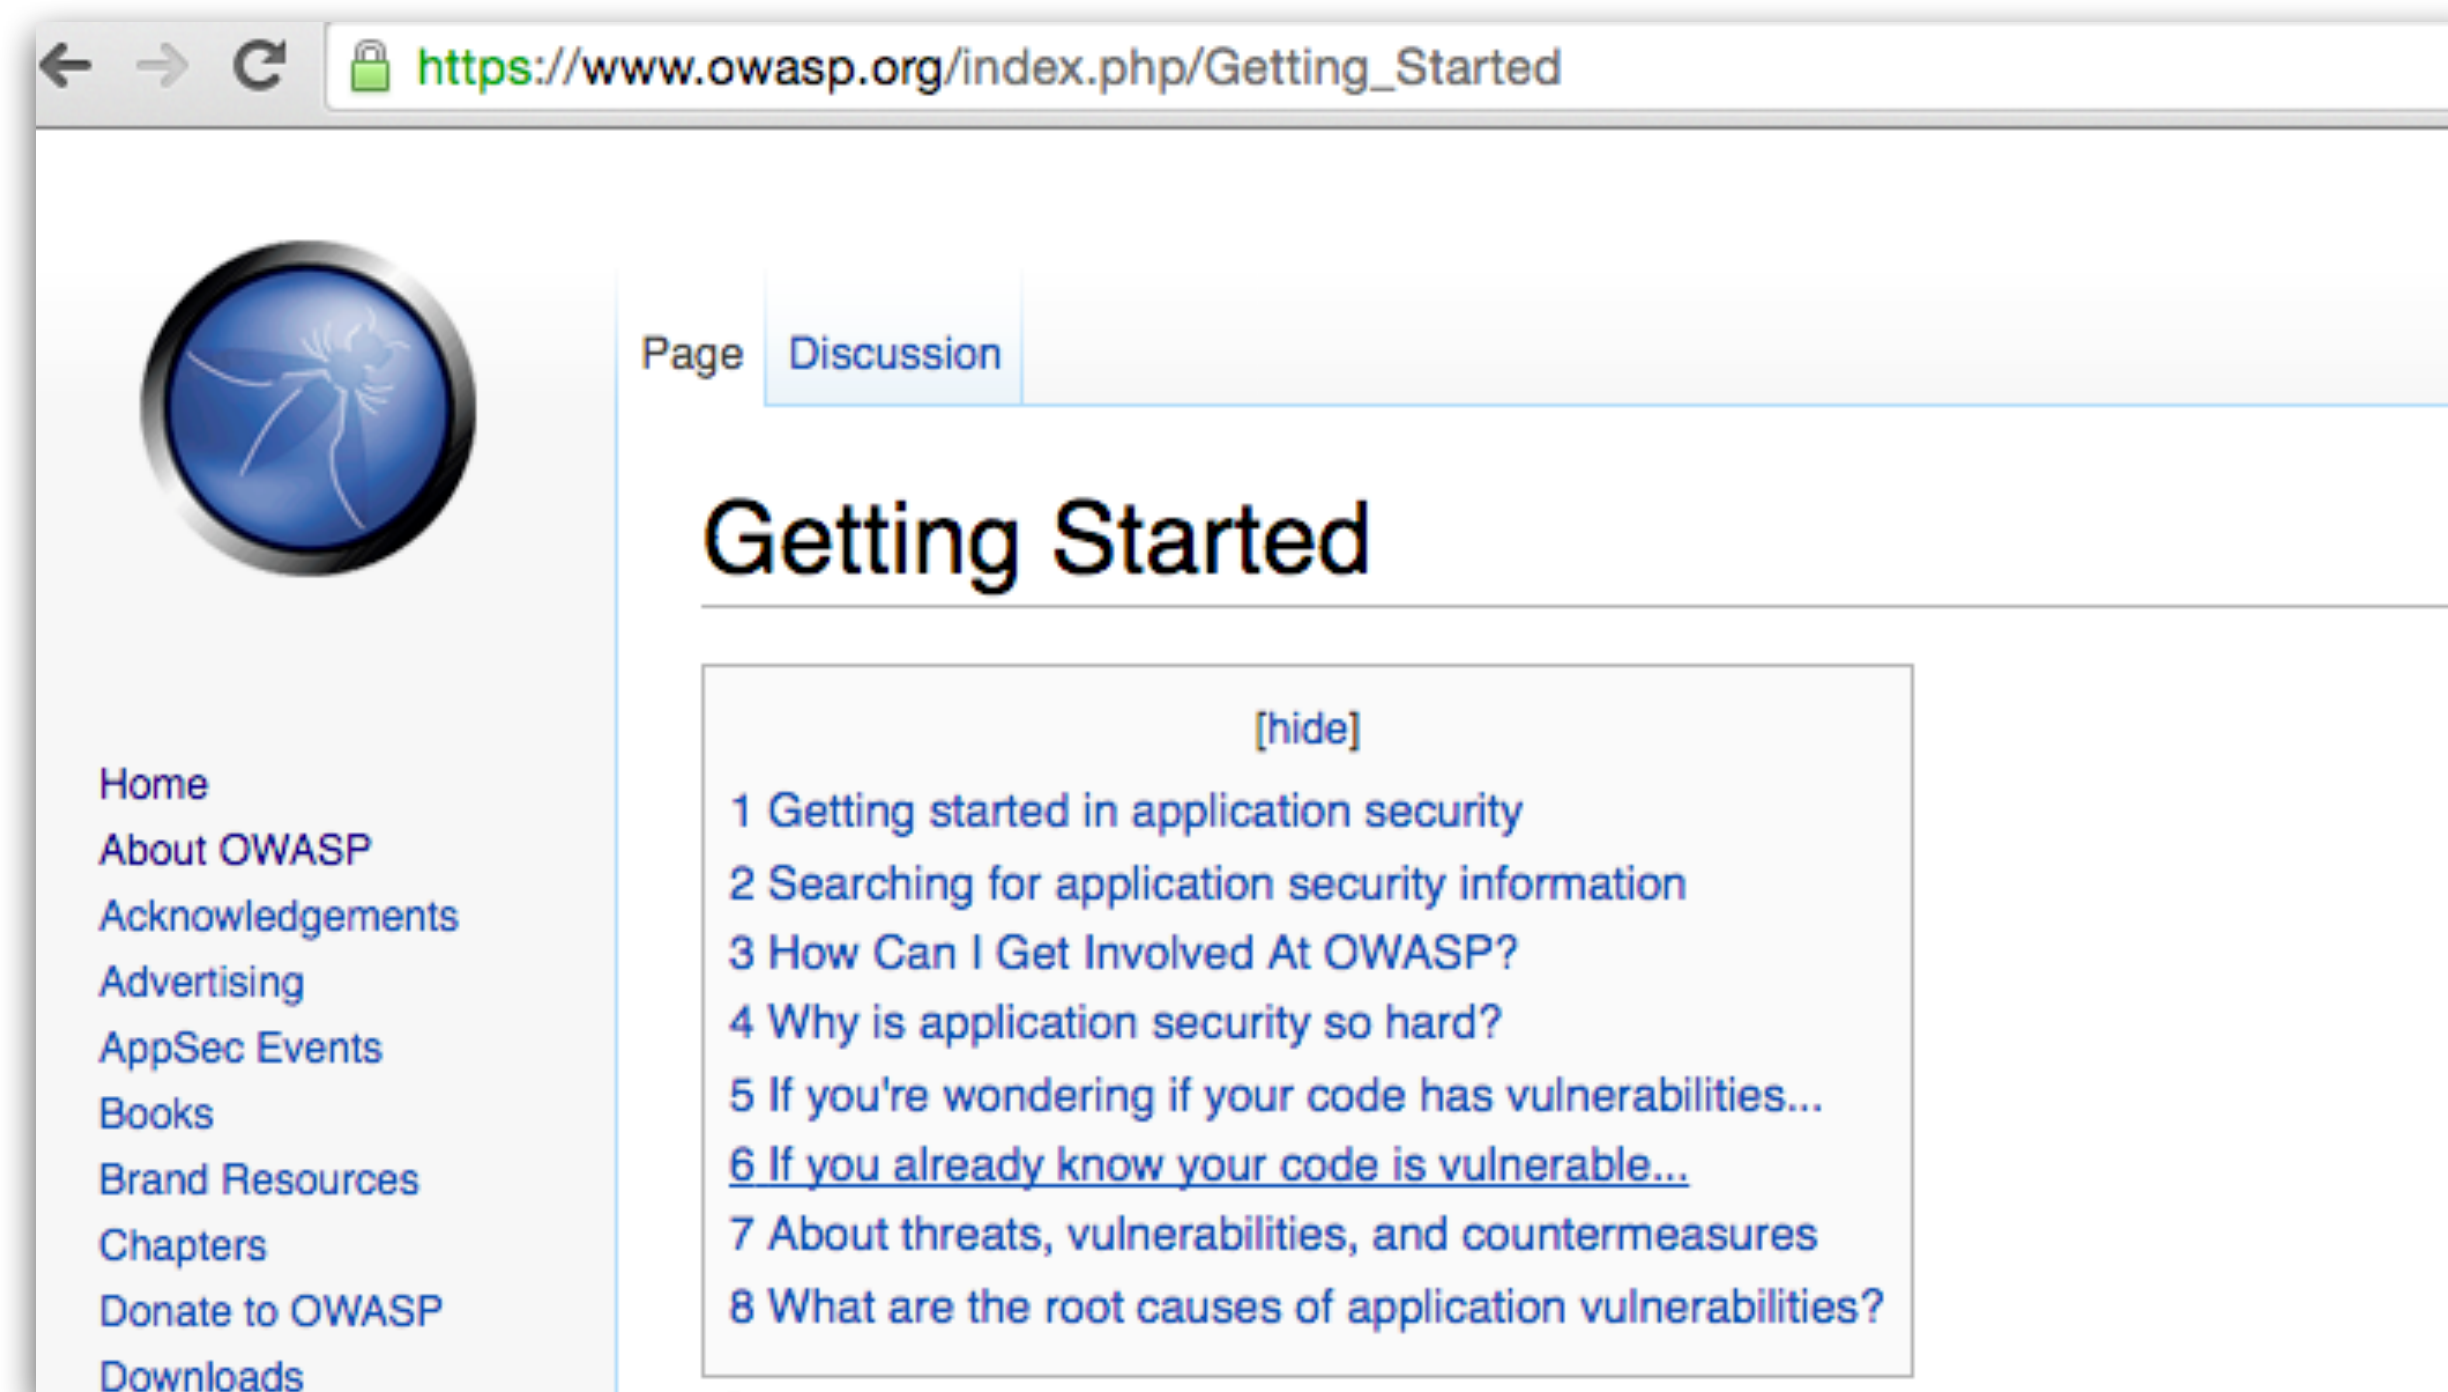 https://www.owasp.org/index.php/Getting_Started
Page
Discussion
Getting Started
[hide]
1 Getting started in application security
2 Searching for application security information
3 How Can I Get Involved At OWASP?
4 Why is application security so hard?
5 If you're wondering if your code has vulnerabilities...
6 If you already know your code is vulnerable...
7 About threats, vulnerabilities, and countermeasures
8 What are the root causes of application vulnerabilities?
Home
About OWASP
Acknowledgements
Advertising
AppSec Events
Books
Brand Resources
Chapters
Donate to OWASP
Downloads